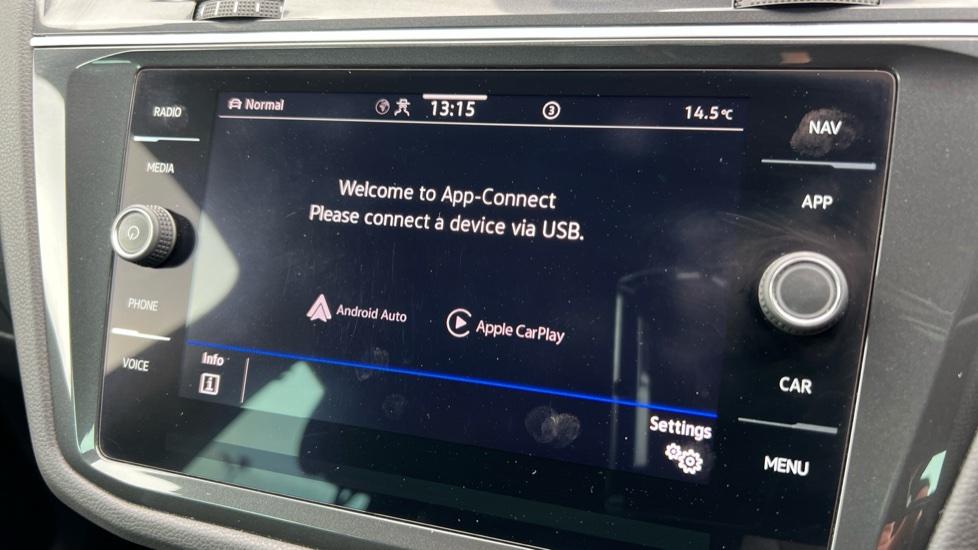 RADIO
MEDIA
PHONE
VOICE
Normal 13:15 3 14.5°C
Welcome to App-Connect
Please connect a device via USB.
Android Auto Apple CarPlay
Info
i
Settings
NAV
APP
CAR
MENU